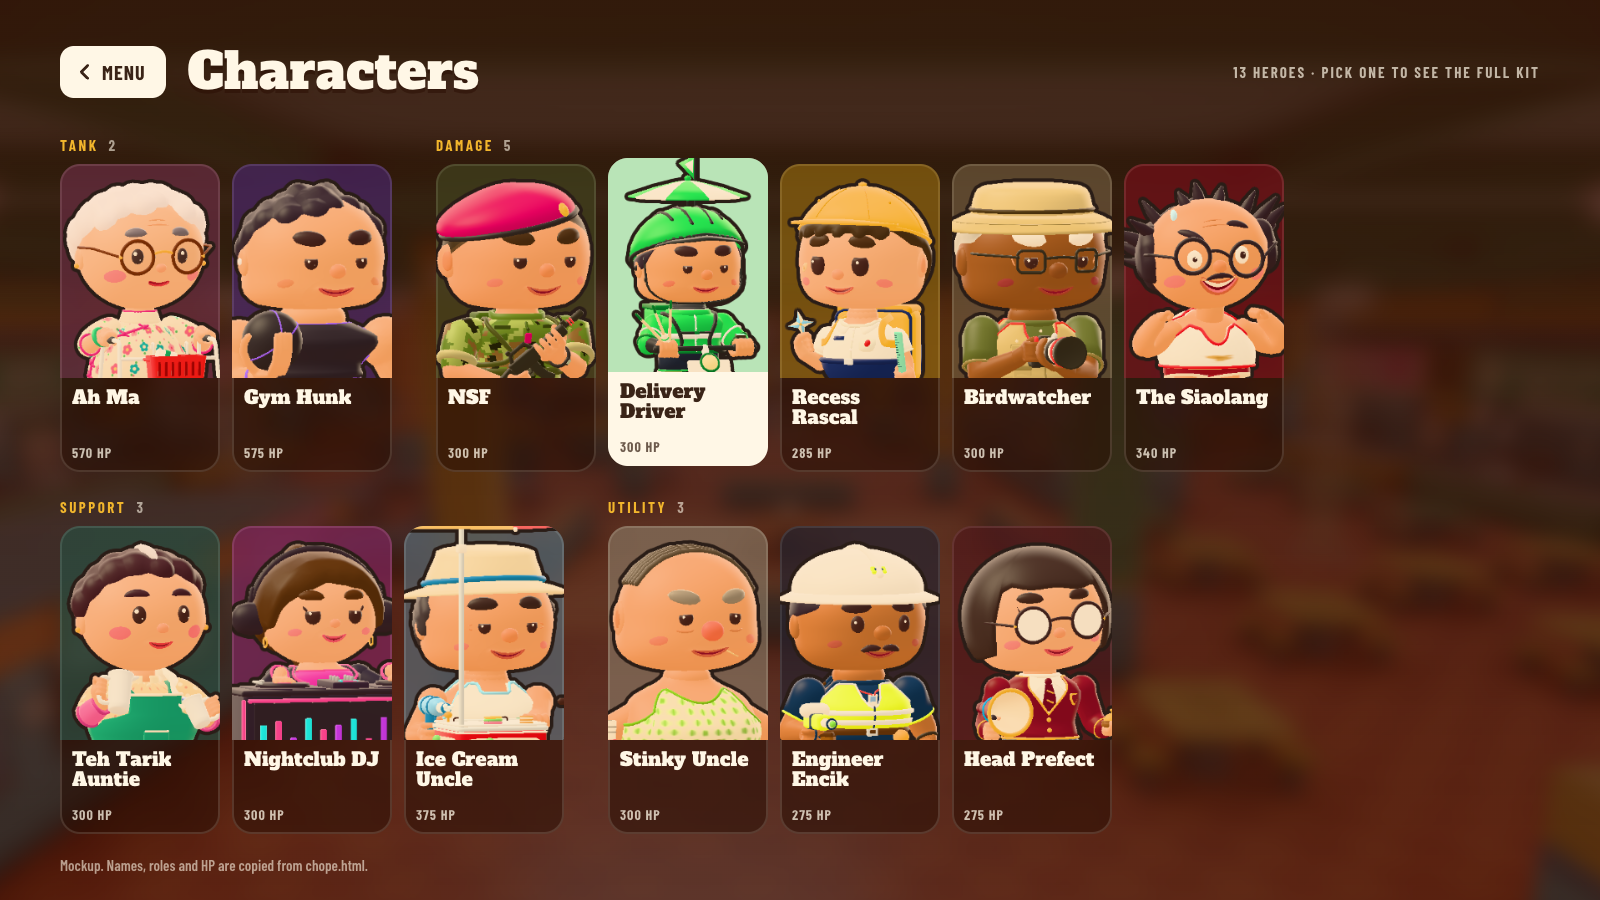 MENU
Characters
13 HEROES · PICK ONE TO SEE THE FULL KIT
TANK 2
DAMAGE 5
Ah Ma
570 HP
Gym Hunk
575 HP
NSF
300 HP
Delivery
Driver
300 HP
Recess
Rascal
285 HP
Birdwatcher
300 HP
The Siaolang
340 HP
SUPPORT 3
UTILITY 3
Teh Tarik
Auntie
300 HP
Nightclub DJ
300 HP
Ice Cream
Uncle
375 HP
Stinky Uncle
300 HP
Engineer
Encik
275 HP
Head Prefect
275 HP
Mockup. Names, roles and HP are copied from chope.html.